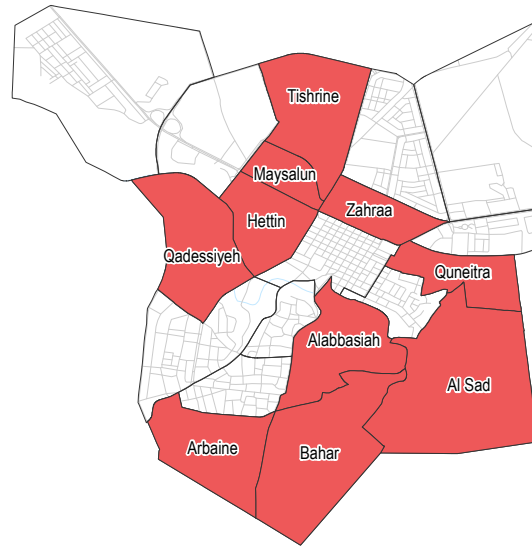 Tishrine
Maysalun
Zahraa
Hettin
Qadessiyeh
Quneitra
Alabbasiah
Al Sad
Arbaine
Bahar